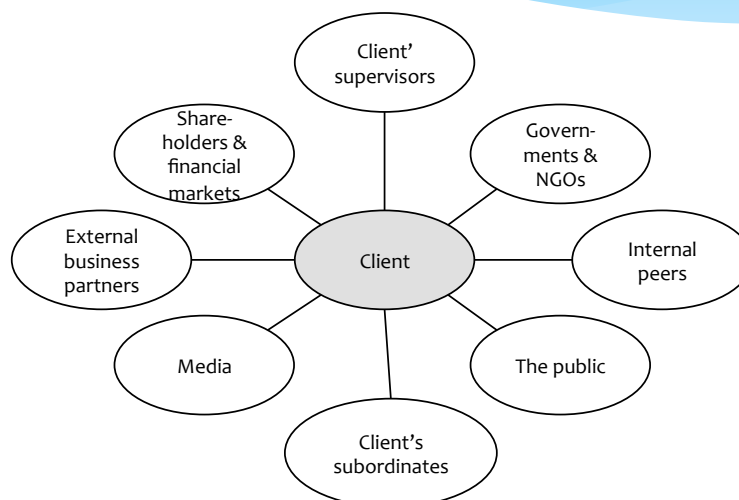 Client'
supervisors
Share-
holders &
financial
markets
Govern-
ments &
NGOs
External
business
partners
Client
Internal
peers
Media
The public
Client's
subordinates